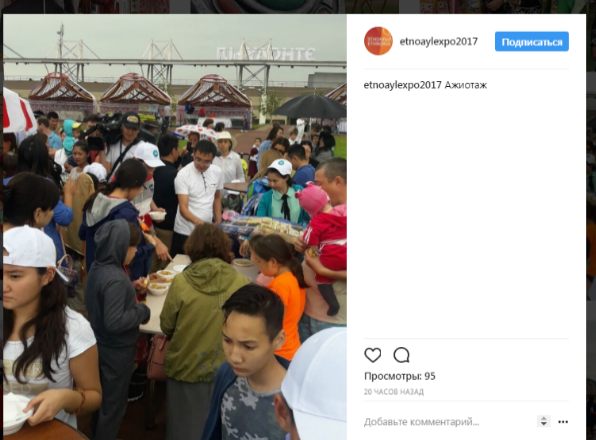 etnoaylexpo2017
Подписаться
etnoaylexpo2017 Ажиотаж
Просмотры: 95
20 ЧАСОВ НАЗАД
Добавьте комментарий...